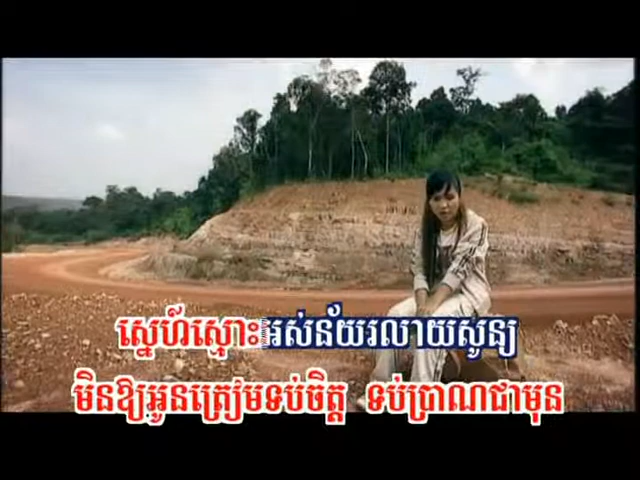 ស្នេហ៍ស្មោះអស់ន័យរលាយសូន្យ
មិនឱ្យអូនត្រៀមទប់ចិត្ត ទប់ប្រាណជាមុន